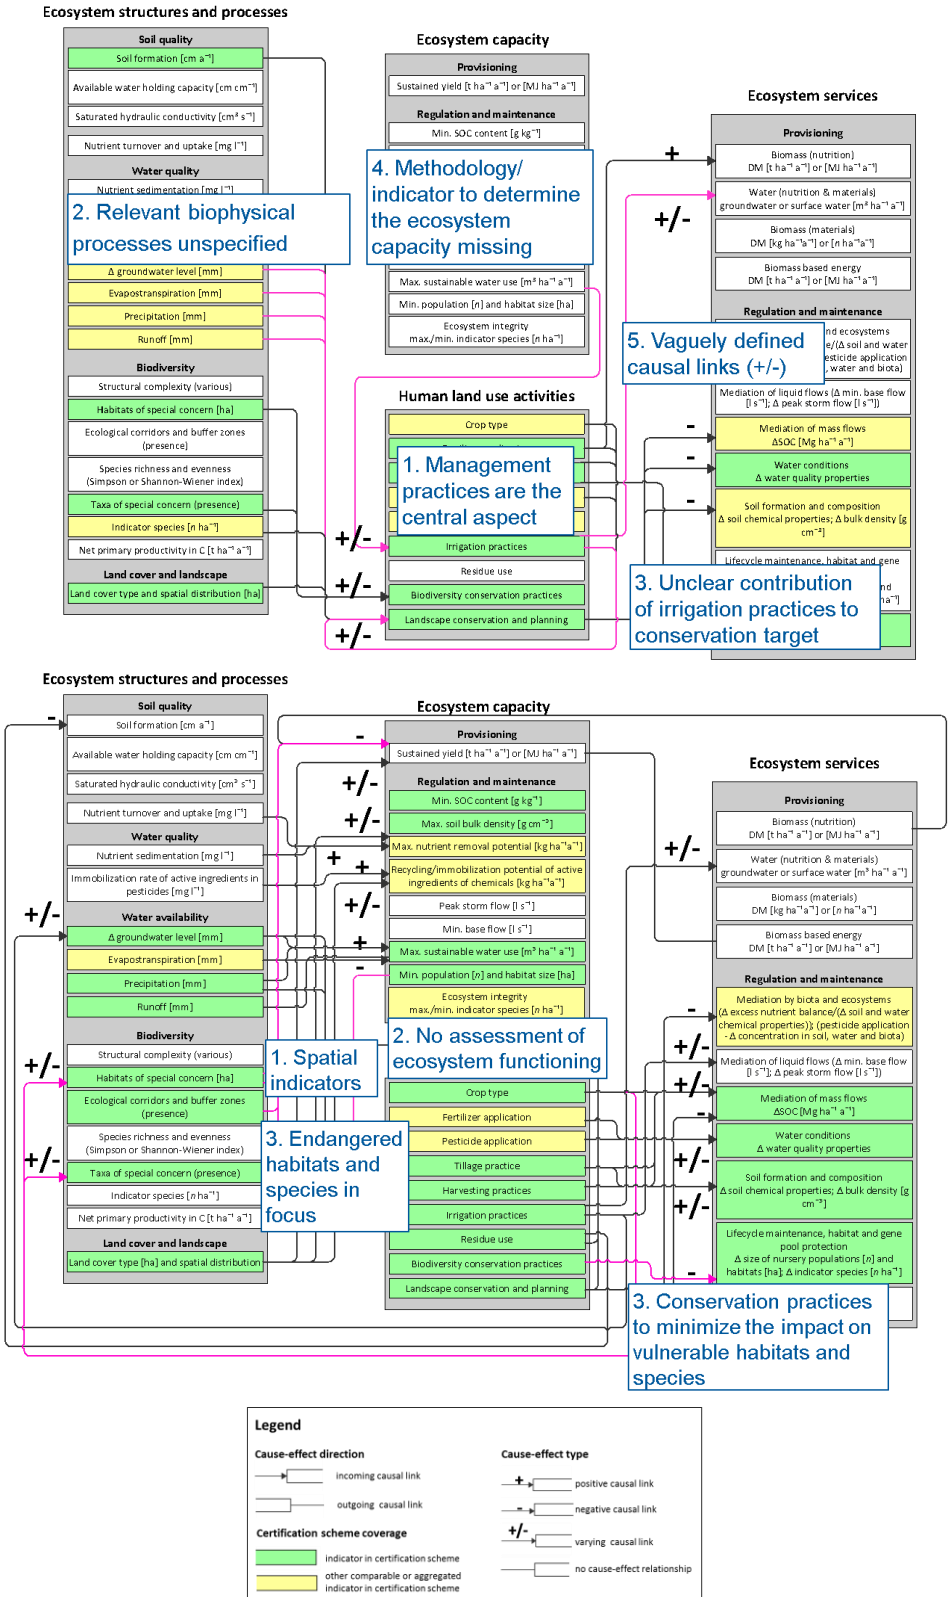 Ecosystem structures and processes
Soil quality
Soil formation [cm a⁻¹]
Available water holding capacity [cm cm⁻¹]
Saturated hydraulic conductivity [cm³ s⁻¹]
Nutrient turnover and uptake [mg l⁻¹]
Water quality
Nutrient sedimentation [mg l⁻¹]
2. Relevant biophysical
processes unspecified
Δ groundwater level [mm]
Evapostranspiration [mm]
Precipitation [mm]
Runoff [mm]
Biodiversity
Structural complexity (various)
Habitats of special concern [ha]
Ecological corridors and buffer zones
(presence)
Species richness and evenness
(Simpson or Shannon-Wiener index)
Taxa of special concern (presence)
Indicator species [n ha⁻¹]
Net primary productivity in C [t ha⁻¹ a⁻¹]
Land cover and landscape
Land cover type and spatial distribution [ha]
Ecosystem capacity
Provisioning
Sustained yield [t ha⁻¹ a⁻¹] or [MJ ha⁻¹ a⁻¹]
Regulation and maintenance
Min. SOC content [g kg⁻¹]
4. Methodology/
indicator to determine
the ecosystem
capacity missing
Max. sustainable water use [m³ ha⁻¹ a⁻¹]
Min. population [n] and habitat size [ha]
Ecosystem integrity
max./min. indicator species [n ha⁻¹]
Human land use activities
Crop type
1. Management
practices are the
central aspect
+/-
Irrigation practices
Residue use
+/-
Biodiversity conservation practices
Landscape conservation and planning
+/-
Ecosystem services
Provisioning
+
Biomass (nutrition)
DM [t ha⁻¹ a⁻¹] or [MJ ha⁻¹ a⁻¹]
+/-
Water (nutrition & materials)
groundwater or surface water [m³ ha⁻¹ a⁻¹]
Biomass (materials)
DM [kg ha⁻¹a⁻¹] or [n ha⁻¹a⁻¹]
Biomass based energy
DM [t ha⁻¹ a⁻¹] or [MJ ha⁻¹ a⁻¹]
Regulation and maintenance
nd ecosystems
e/(Δ soil and water
pesticide application
, water and biota)
5. Vaguely defined
causal links (+/-)
Mediation of liquid flows (Δ min. base flow
[l s⁻¹]; Δ peak storm flow [l s⁻¹])
-
Mediation of mass flows
ΔSOC [Mg ha⁻¹ a⁻¹]
-
Water conditions
Δ water quality properties
-
Soil formation and composition
Δ soil chemical properties; Δ bulk density [g
cm⁻³]
Lifecycle maintenance, habitat and gene
nd
ha⁻¹]
3. Unclear contribution
of irrigation practices to
conservation target
Ecosystem structures and processes
Soil quality
-
Soil formation [cm a⁻¹]
Available water holding capacity [cm cm⁻¹]
Saturated hydraulic conductivity [cm³ s⁻¹]
Nutrient turnover and uptake [mg l⁻¹]
Water quality
Nutrient sedimentation [mg l⁻¹]
Immobilization rate of active ingredients in
pesticides [mg l⁻¹]
+/-
Water availability
Δ groundwater level [mm]
Evapostranspiration [mm]
Precipitation [mm]
Runoff [mm]
Biodiversity
Structural complexity (various)
+/-
Habitats of special concern [ha]
Ecological corridors and buffer zones
(presence)
Species richness and evenness
(Simpson or Shannon-Wiener index)
+/-
Taxa of special concern (presence)
Indicator species [n ha⁻¹]
Net primary productivity in C [t ha⁻¹ a⁻¹]
Land cover and landscape
Land cover type [ha] and spatial distribution
1. Spatial
indicators
3. Endangered
habitats and
species in
focus
Ecosystem capacity
Provisioning
-
Sustained yield [t ha⁻¹ a⁻¹] or [MJ ha⁻¹ a⁻¹]
+/-
Regulation and maintenance
Min. SOC content [g kg⁻¹]
+/-
Max. soil bulk density [g cm⁻³]
Max. nutrient removal potential [kg ha⁻¹a⁻¹]
+
+
Recycling/immobilization potential of active
ingredients of chemicals [kg ha⁻¹a⁻¹]
+/-
Peak storm flow [l s⁻¹]
Min. base flow [l s⁻¹]
+
Max. sustainable water use [m³ ha⁻¹ a⁻¹]
-
Min. population [n] and habitat size [ha]
Ecosystem integrity
max./min. indicator species [n ha⁻¹]
2. No assessment of
ecosystem functioning
Crop type
Fertilizer application
Pesticide application
Tillage practice
Harvesting practices
Irrigation practices
Residue use
Biodiversity conservation practices
Landscape conservation and planning
Ecosystem services
Provisioning
Biomass (nutrition)
DM [t ha⁻¹ a⁻¹] or [MJ ha⁻¹ a⁻¹]
+/-
Water (nutrition & materials)
groundwater or surface water [m³ ha⁻¹ a⁻¹]
Biomass (materials)
DM [kg ha⁻¹a⁻¹] or [n ha⁻¹a⁻¹]
Biomass based energy
DM [t ha⁻¹ a⁻¹] or [MJ ha⁻¹ a⁻¹]
Regulation and maintenance
-
Mediation by biota and ecosystems
(Δ excess nutrient balance/(Δ soil and water
chemical properties)); (pesticide application
- Δ concentration in soil, water and biota)
+/-
Mediation of liquid flows (Δ min. base flow
[l s⁻¹]; Δ peak storm flow [l s⁻¹])
+/-
Mediation of mass flows
ΔSOC [Mg ha⁻¹ a⁻¹]
-
Water conditions
Δ water quality properties
+/-
Soil formation and composition
Δ soil chemical properties; Δ bulk density [g
cm⁻³]
+/-
Lifecycle maintenance, habitat and gene
pool protection
Δ size of nursery populations [n] and
habitats [ha]; Δ indicator species [n ha⁻¹]
-
3. Conservation practices
to minimize the impact on
vulnerable habitats and
species
Legend
Cause-effect direction
incoming causal link
outgoing causal link
Certification scheme coverage
indicator in certification scheme
other comparable or aggregated
indicator in certification scheme
Cause-effect type
+
positive causal link
-
negative causal link
+/-
varying causal link
no cause-effect relationship